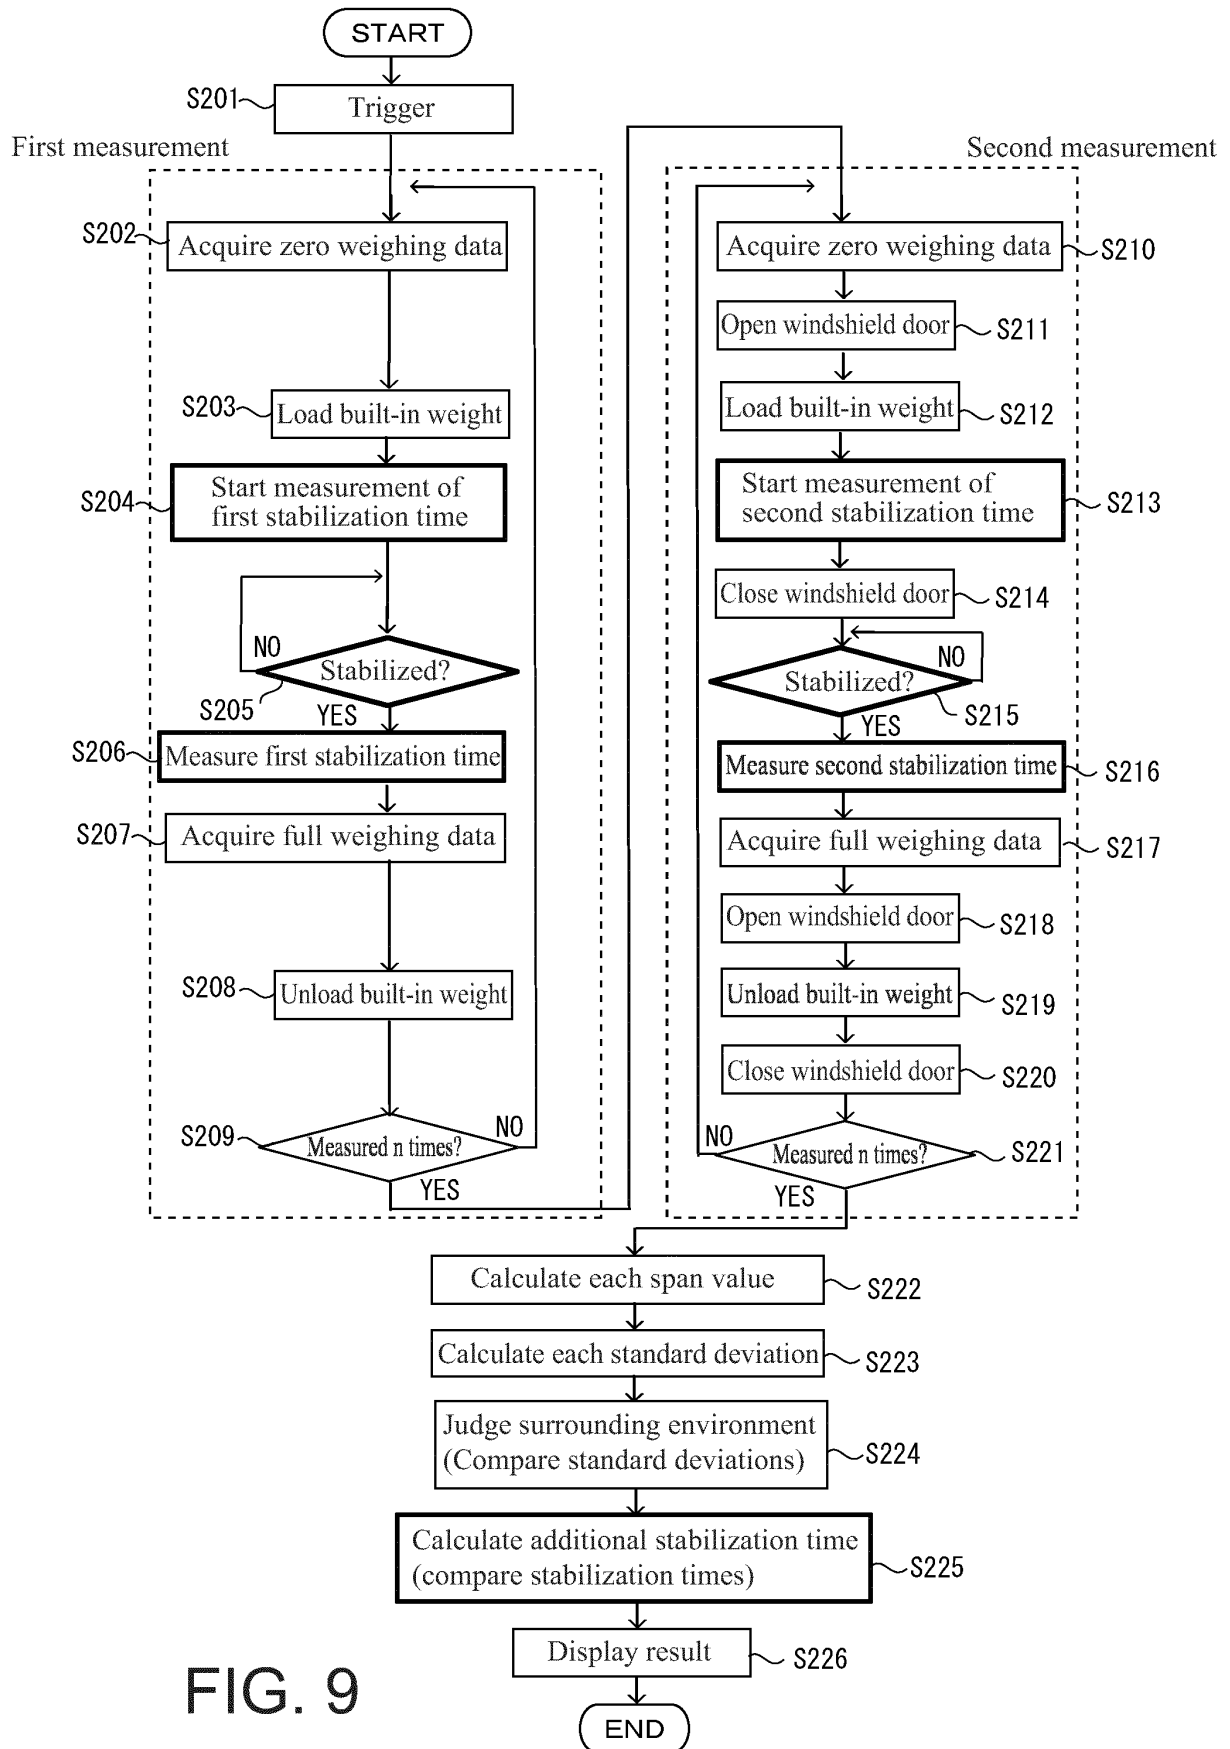 START
S201
Trigger
First measurement
S202
Acquire zero weighing data
S203
Load built-in weight
S204
Start measurement of
first stabilization time
NO
Stabilized?
S205
YES
S206
Measure first stabilization time
S207
Acquire full weighing data
S208
Unload built-in weight
S209
Measured n times?
NO
YES
Second measurement
Acquire zero weighing data
S210
Open windshield door
S211
Load built-in weight
S212
Start measurement of
second stabilization time
S213
Close windshield door
S214
NO
Stabilized?
S215
YES
Measure second stabilization time
S216
Acquire full weighing data
S217
Open windshield door
S218
Unload built-in weight
S219
Close windshield door
S220
NO
Measured n times?
S221
YES
Calculate each span value
S222
Calculate each standard deviation
S223
Judge surrounding environment
(Compare standard deviations)
S224
Calculate additional stabilization time
(compare stabilization times)
S225
Display result
S226
END
FIG. 9